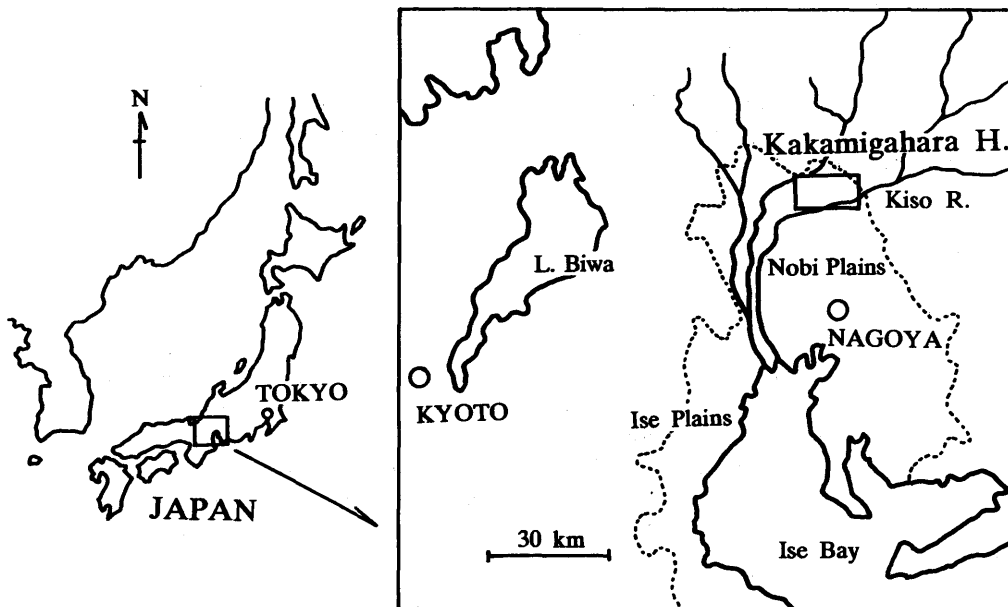 N
TOKYO
JAPAN
Kakamigahara H.
Kiso R.
L. Biwa
Nobi Plains
NAGOYA
KYOTO
Ise Plains
30 km
Ise Bay